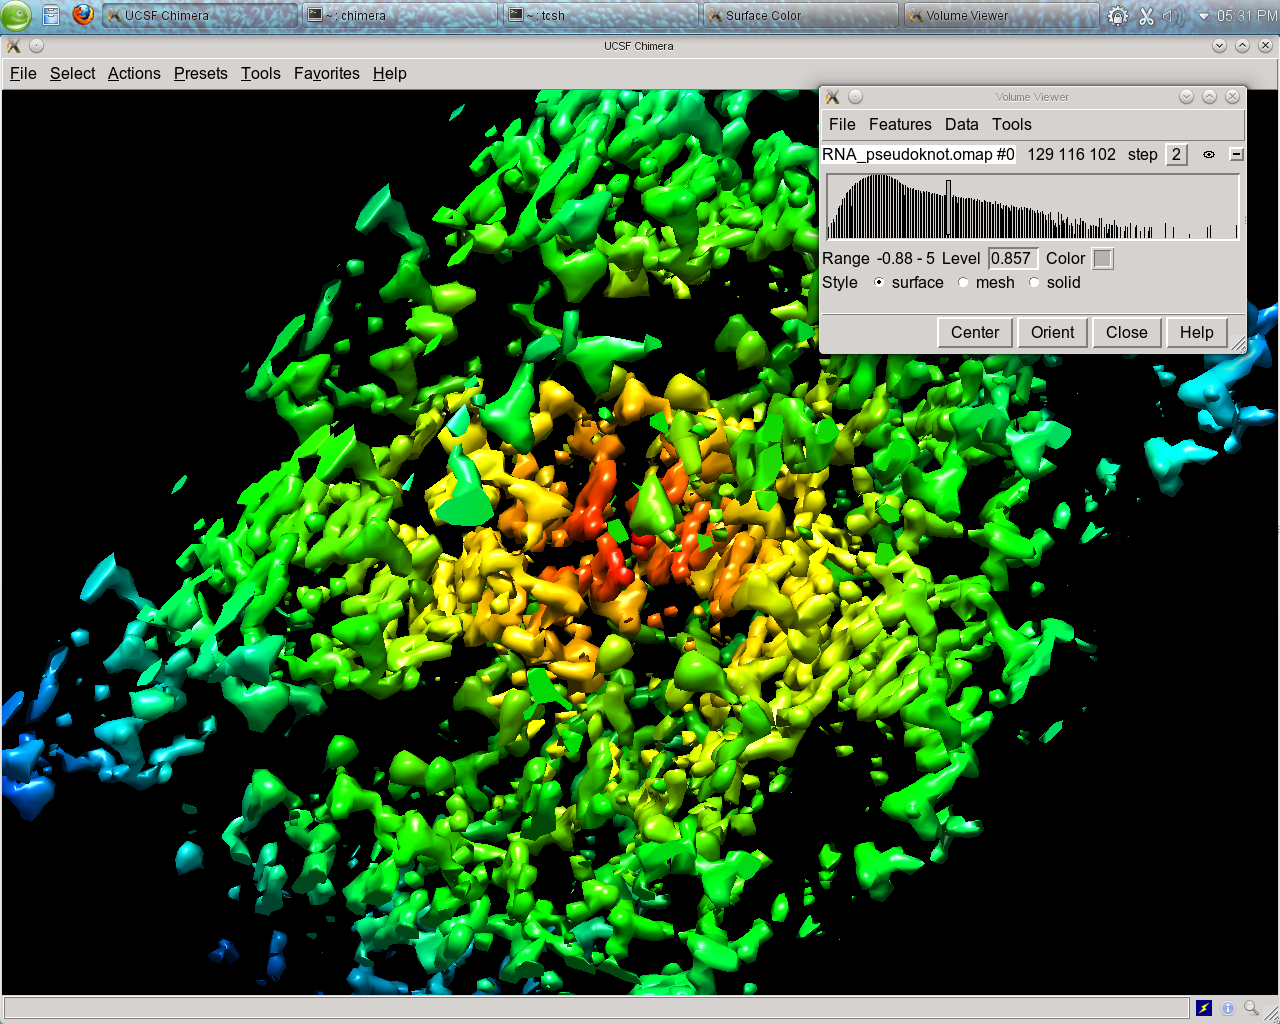 UCSF Chimera
~ : chimera
~ : tcsh
Surface Color
Volume Viewer
05:31 PM
UCSF Chimera
File Select Actions Presets Tools Favorites Help
Volume Viewer
File Features Data Tools
RNA_pseudoknot.omap #0 129 116 102 step 2
Range -0.88 - 5 Level 0.857 Color
Style surface mesh solid
Center Orient Close Help